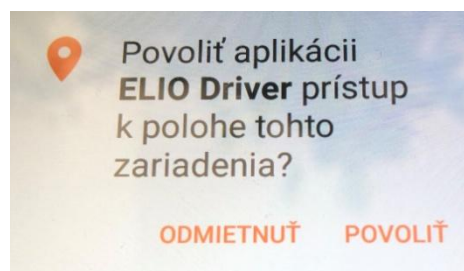 Povoliť aplikácii
ELIO Driver prístup
k polohe tohto
zariadenia?
ODMIETNUŤ POVOLIŤ